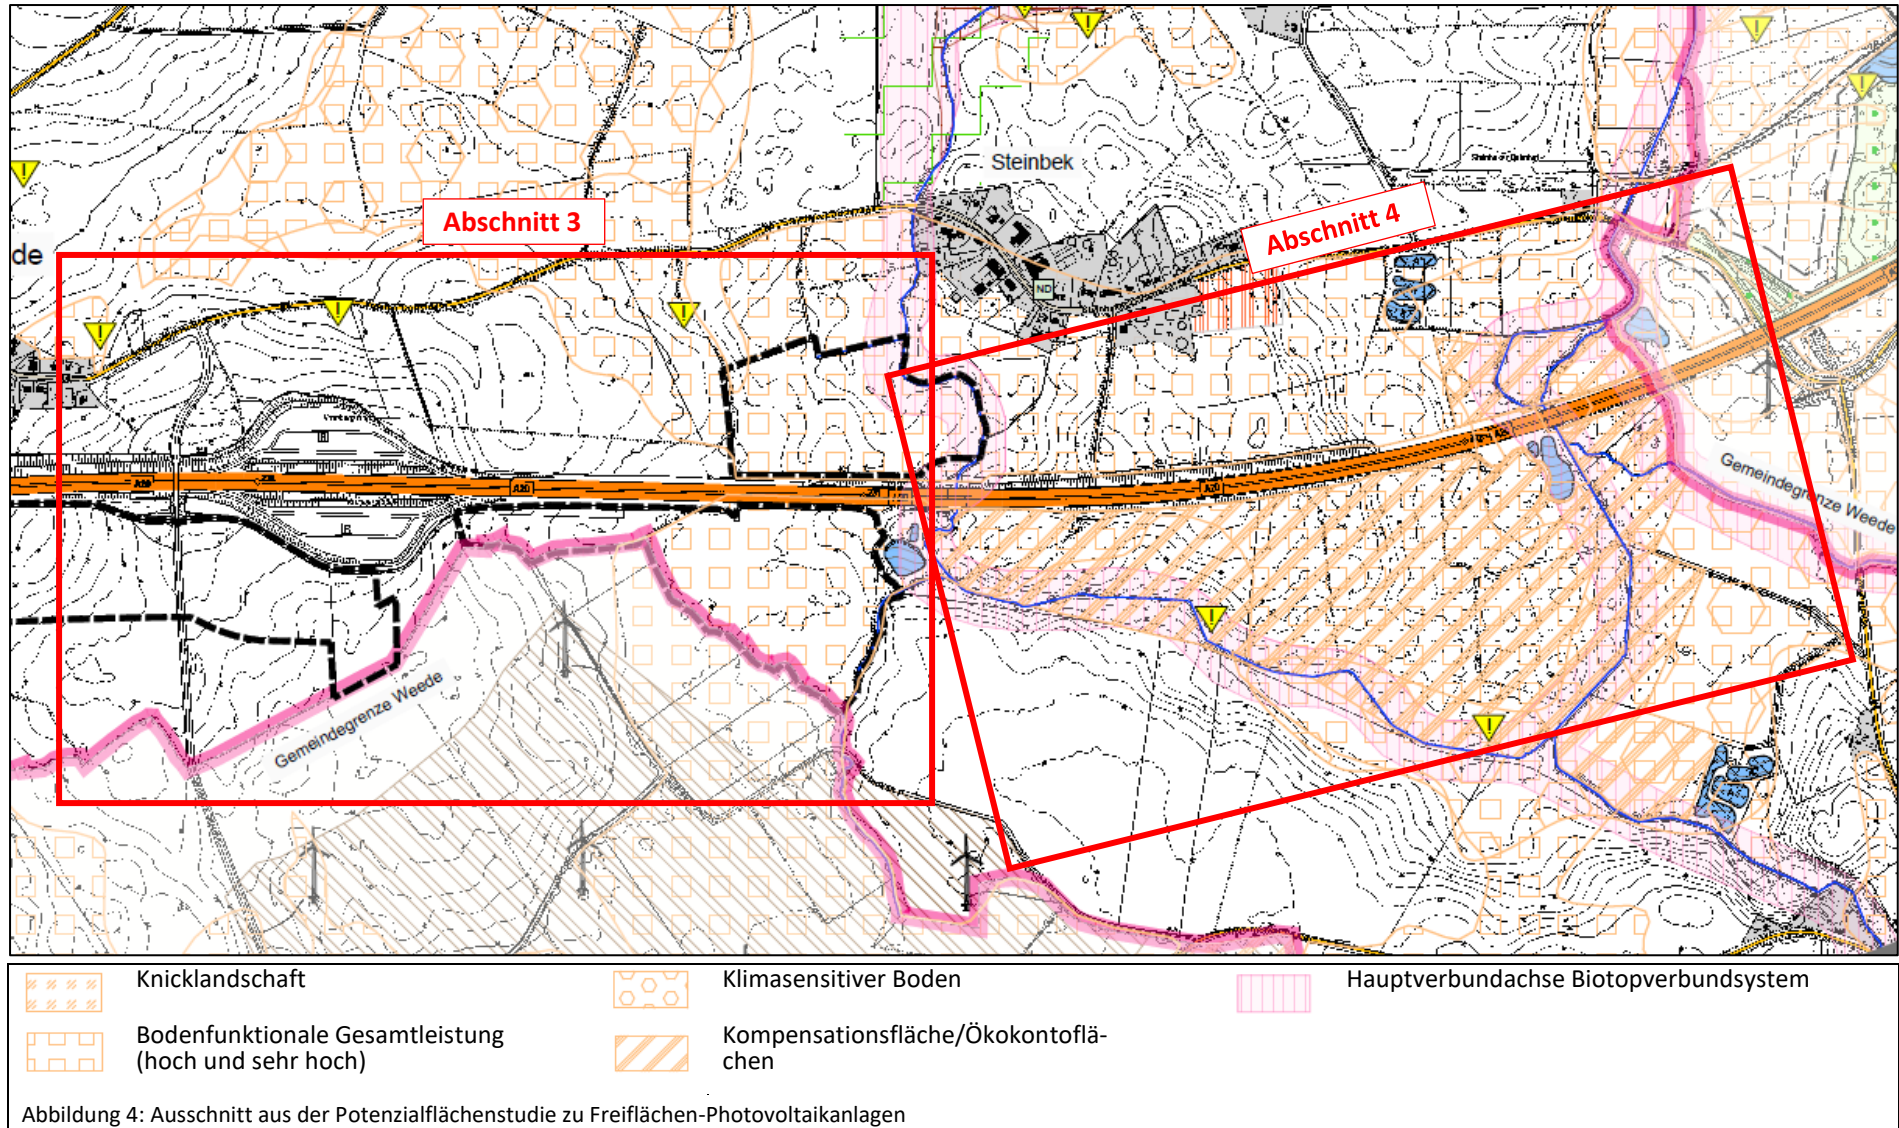 Steinbek
Abschnitt 3
Abschnitt 4
de
ND
A20
A20
A20
Gemeindegrenze Weede
Gemeindegrenze Weede
Knicklandschaft
Klimasensitiver Boden
Hauptverbundachse Biotopverbundsystem
Bodenfunktionale Gesamtleistung
(hoch und sehr hoch)
Kompensationsfläche/Ökokontoflä-
chen
Abbildung 4: Ausschnitt aus der Potenzialflächenstudie zu Freiflächen-Photovoltaikanlagen